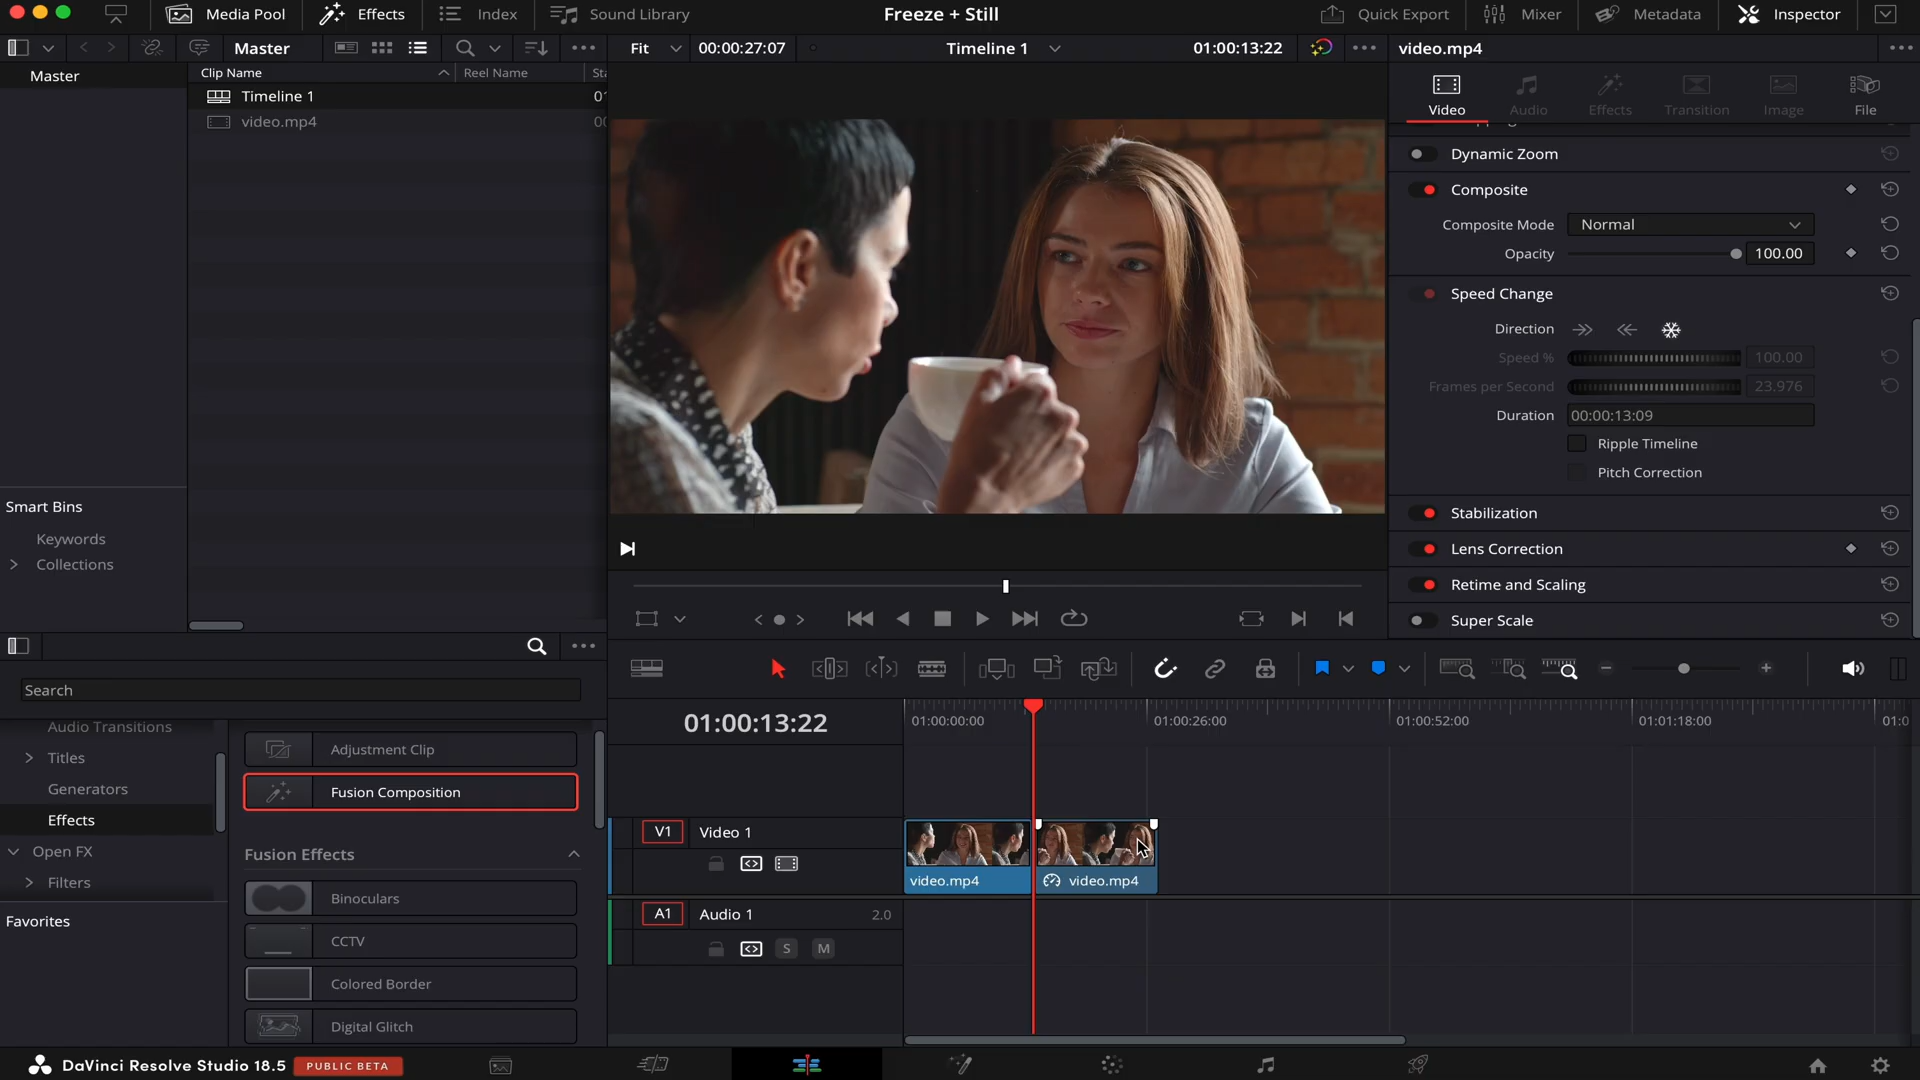 Media Pool
Effects
Index
Sound Library
Freeze + Still
Quick Export
Mixer
Metadata
Inspector
Master
Fit
00:00:27:07
Timeline 1
01:00:13:22
video.mp4
Master
Clip Name
Reel Name
Timeline 1
video.mp4
Smart Bins
Keywords
Collections
Video
Audio
Effects
Transition
Image
File
Dynamic Zoom
Composite
Composite Mode
Normal
Opacity
100.00
Speed Change
Direction
Speed %
100.00
Frames per Second
23.976
Duration
00:00:13:09
Ripple Timeline
Pitch Correction
Stabilization
Lens Correction
Retime and Scaling
Super Scale
Search
Audio Transitions
Titles
Generators
Effects
Open FX
Filters
Favorites
Adjustment Clip
Fusion Composition
Fusion Effects
Binoculars
CCTV
Colored Border
Digital Glitch
01:00:13:22
01:00:00:00
01:00:26:00
01:00:52:00
01:01:18:00
V1
Video 1
video.mp4
video.mp4
A1
Audio 1
2.0
S
M
DaVinci Resolve Studio 18.5
PUBLIC BETA